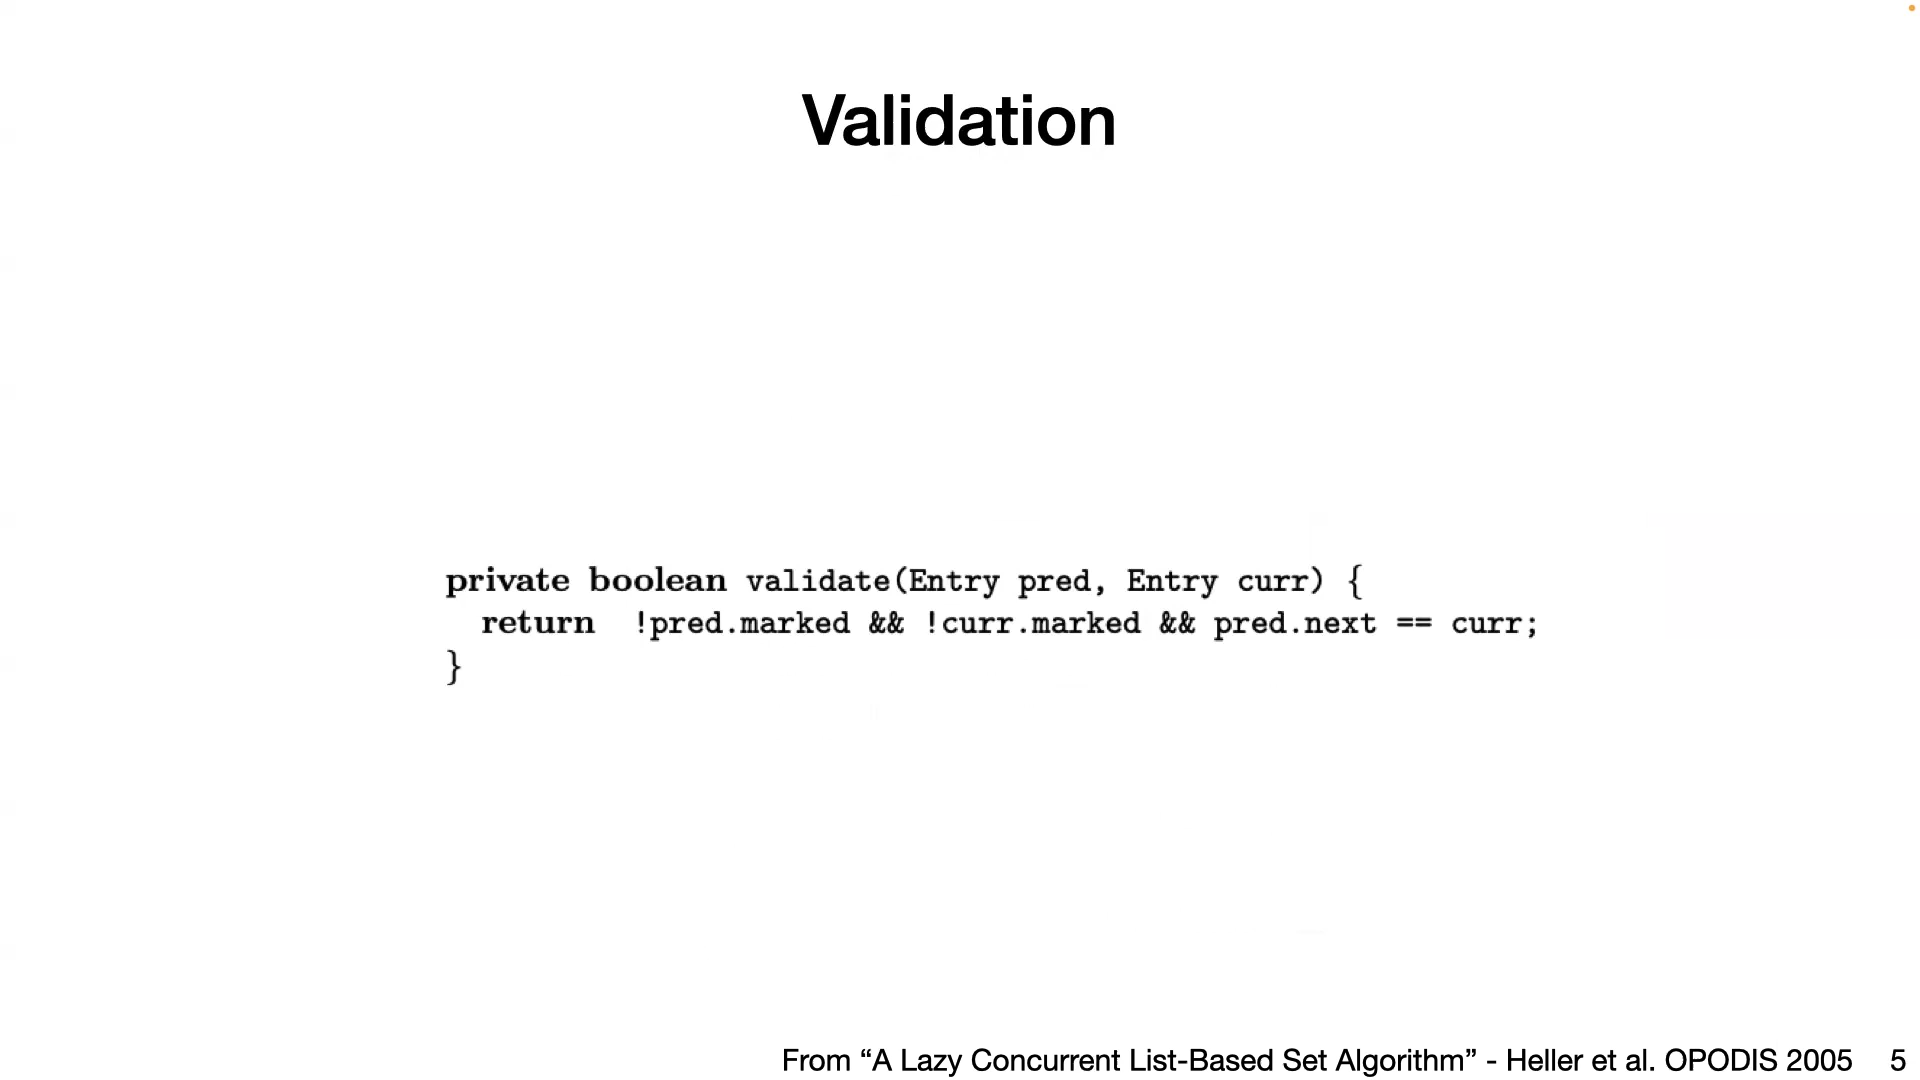 Validation
private boolean validate(Entry pred, Entry curr) {
return !pred.marked && !curr.marked && pred.next == curr;
}
From “A Lazy Concurrent List-Based Set Algorithm” - Heller et al. OPODIS 2005 5